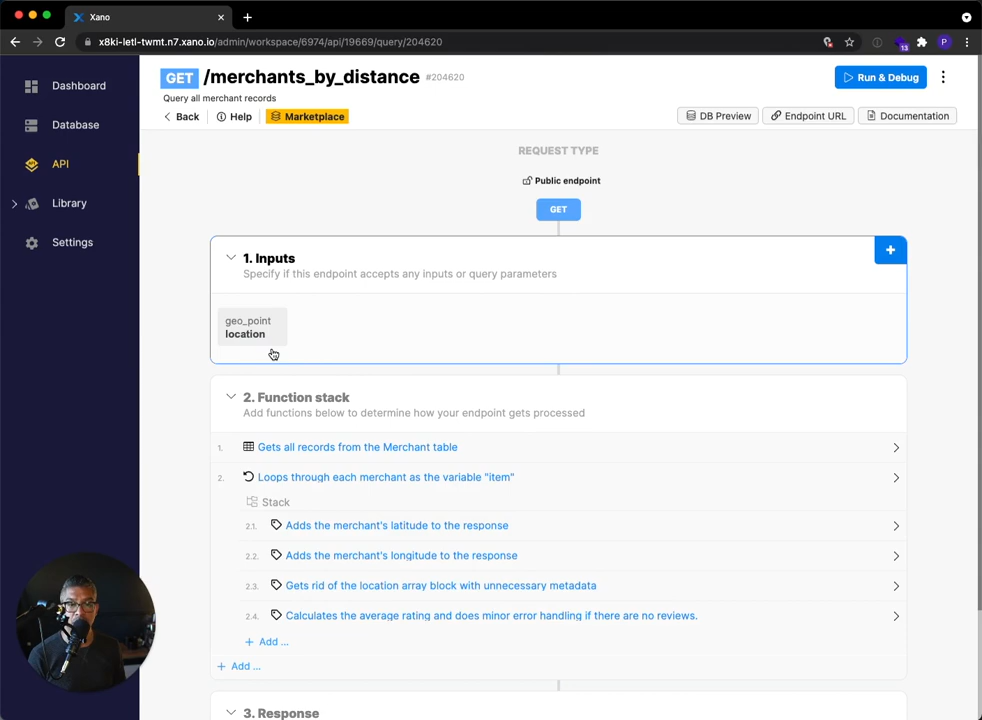 Xano
x8ki-letl-twmt.n7.xano.io/admin/workspace/6974/api/19669/query/204620
13
P
Dashboard
Database
API
Library
Settings
GET /merchants_by_distance #204620
Run & Debug
Query all merchant records
Back
Help
Marketplace
DB Preview
Endpoint URL
Documentation
REQUEST TYPE
Public endpoint
GET
1. Inputs
Specify if this endpoint accepts any inputs or query parameters
geo_point
location
2. Function stack
Add functions below to determine how your endpoint gets processed
1. Gets all records from the Merchant table
2. Loops through each merchant as the variable "item"
Stack
2.1. Adds the merchant's latitude to the response
2.2. Adds the merchant's longitude to the response
2.3. Gets rid of the location array block with unnecessary metadata
2.4. Calculates the average rating and does minor error handling if there are no reviews.
+ Add ...
+ Add ...
3. Response